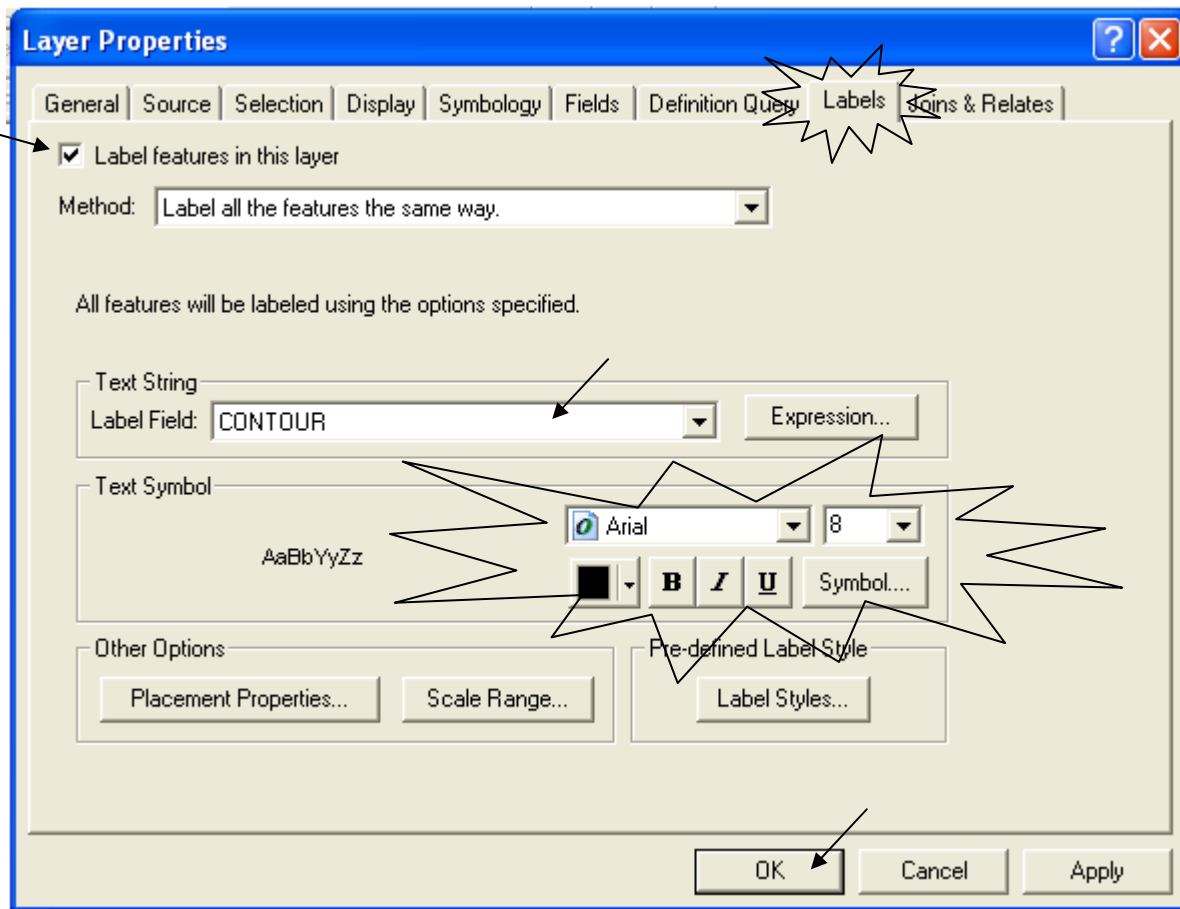 Layer Properties
General Source Selection Display Symbology Fields Definition Query Labels Joins & Relates
Label features in this layer
Method: Label all the features the same way.
All features will be labeled using the options specified.
Text String
Label Field: CONTOUR Expression...
Text Symbol
AaBbYyZz Arial 8
B I U Symbol....
Other Options Pre-defined Label Style
Placement Properties... Scale Range... Label Styles...
OK Cancel Apply